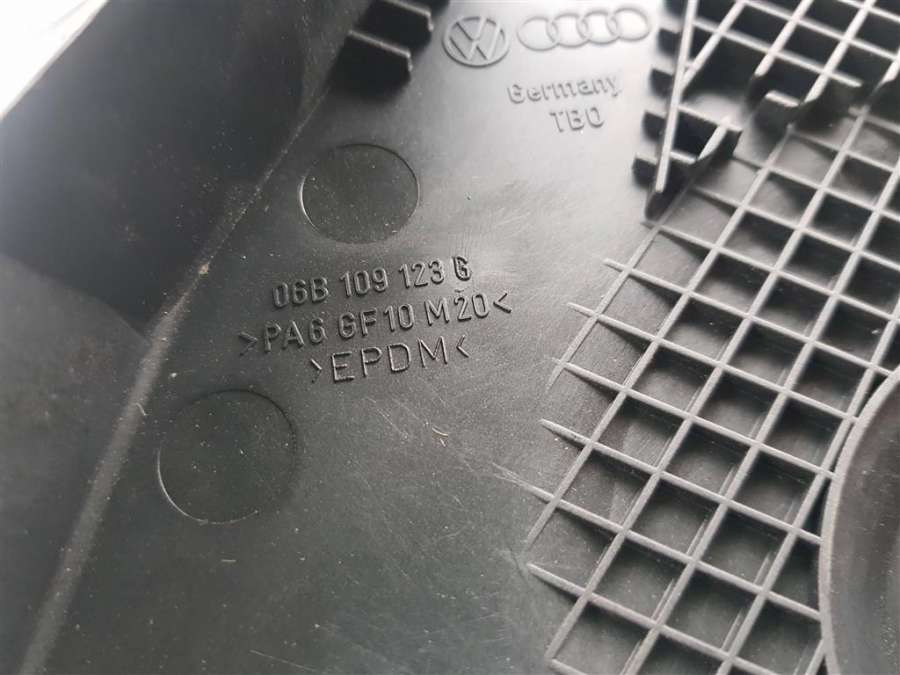 Germany
TBO
06B 109 123 G
>PA6 GF10 M20<
>EPDM<